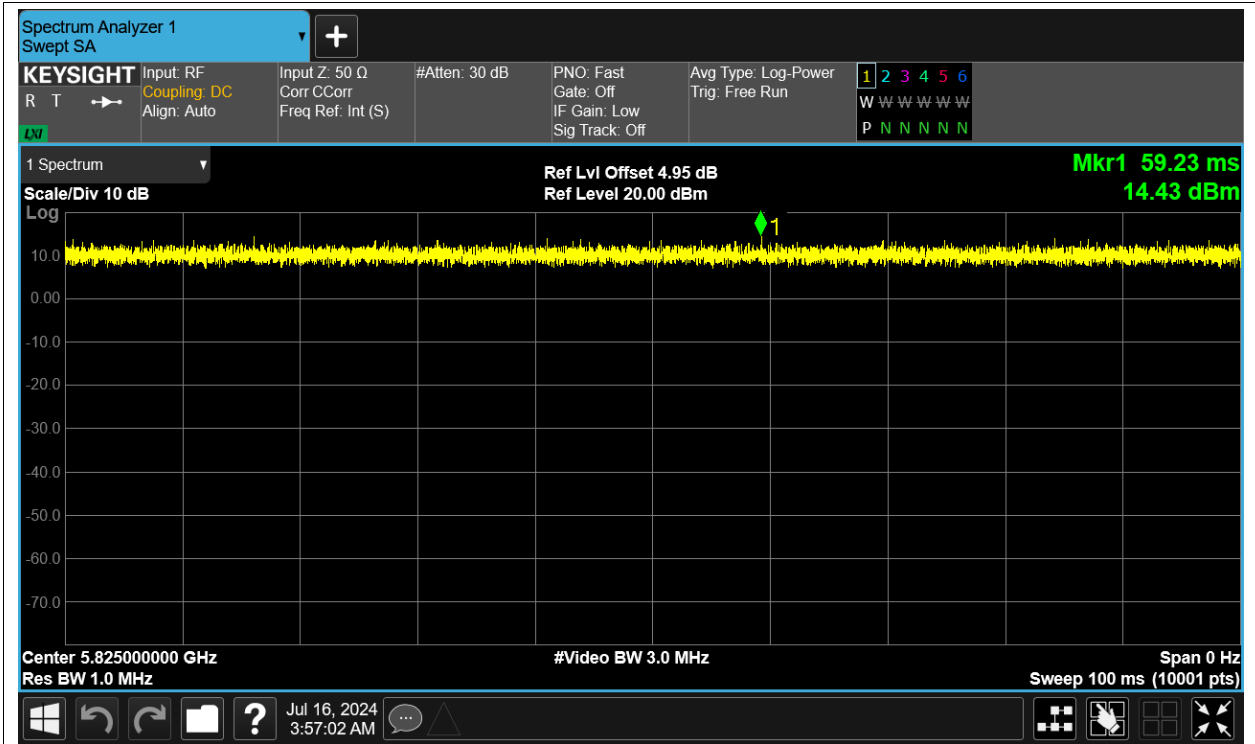 Spectrum Analyzer 1
Swept SA
+
KEYSIGHT
R T
LXI
Input: RF
Coupling: DC
Align: Auto
Input Z: 50 Ω
Corr CCorr
Freq Ref: Int (S)
#Atten: 30 dB
PNO: Fast
Gate: Off
IF Gain: Low
Sig Track: Off
Avg Type: Log-Power
Trig: Free Run
1 2 3 4 5 6
W W W W W W
P N N N N N
1 Spectrum
Scale/Div 10 dB
Log
Ref Lvl Offset 4.95 dB
Ref Level 20.00 dBm
Mkr1 59.23 ms
14.43 dBm
1
10.0
0.00
-10.0
-20.0
-30.0
-40.0
-50.0
-60.0
-70.0
Center 5.825000000 GHz
Res BW 1.0 MHz
#Video BW 3.0 MHz
Span 0 Hz
Sweep 100 ms (10001 pts)
?
Jul 16, 2024
3:57:02 AM